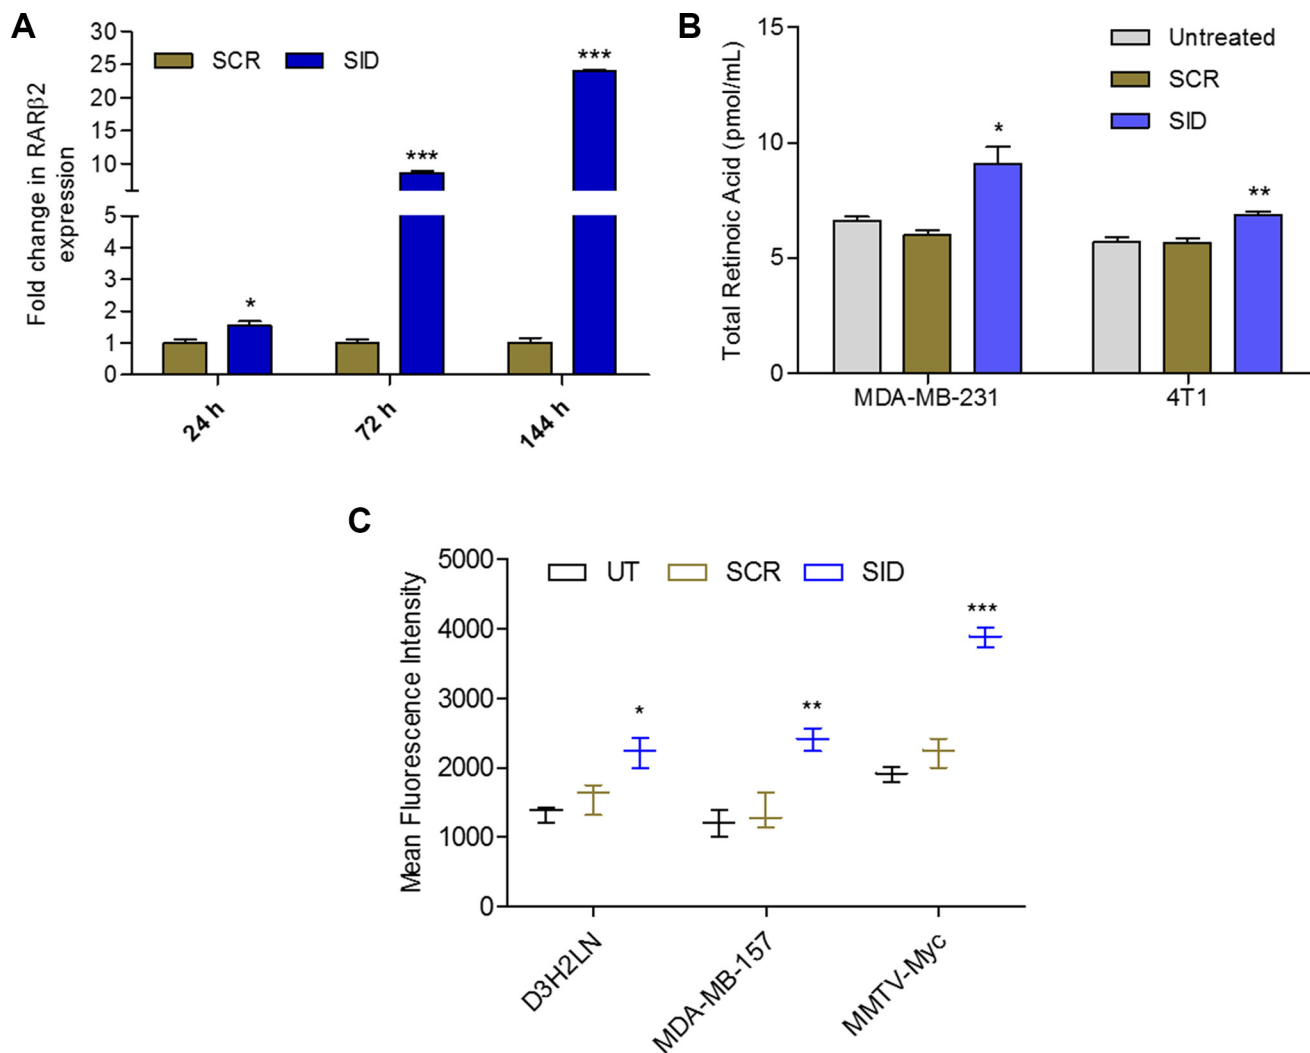 A
Fold change in RARβ2
expression
30
25
20
15
10
5
4
3
2
1
0
SCR
SID
*
***
***
24 h
72 h
144 h
B
Total Retinoic Acid (pmol/mL)
15
10
5
0
Untreated
SCR
SID
*
**
MDA-MB-231
4T1
C
Mean Fluorescence Intensity
5000
4000
3000
2000
1000
0
UT
SCR
SID
*
**
***
D3H2LN
MDA-MB-157
MMTV-Myc